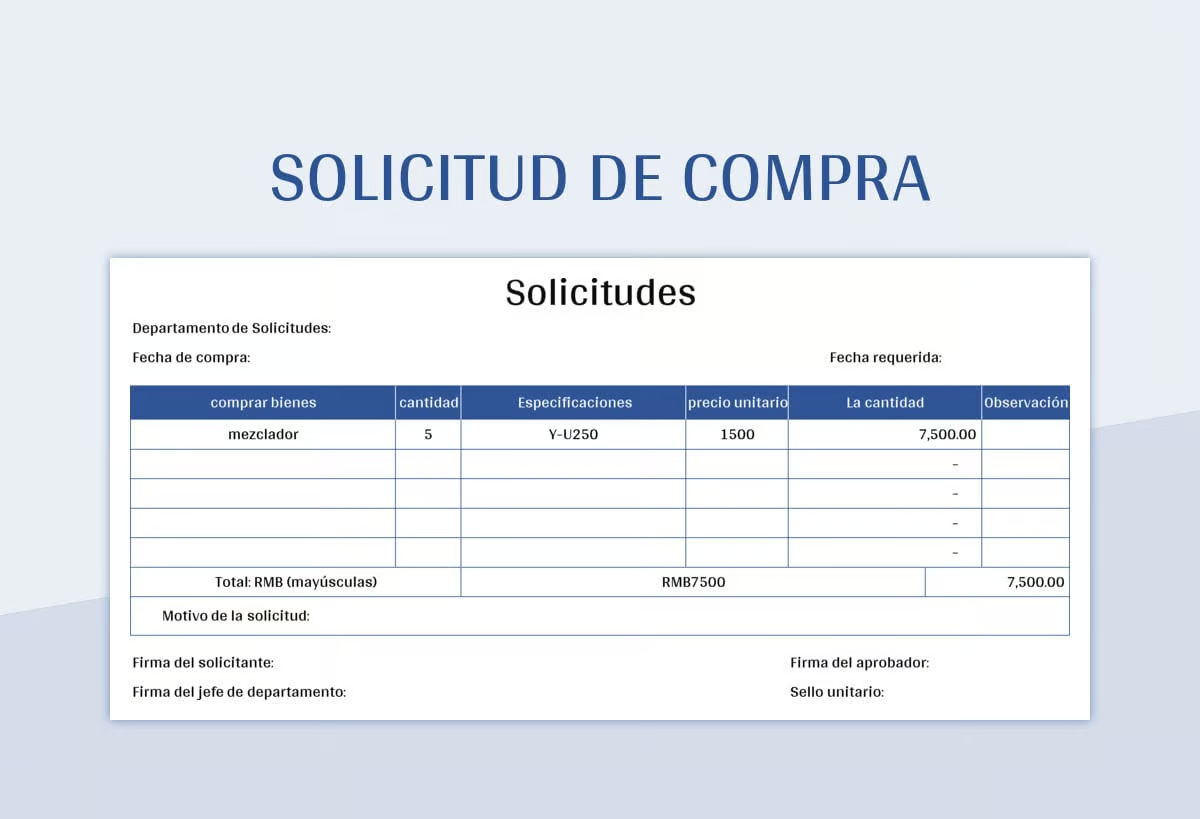 SOLICITUD DE COMPRA
Solicitudes
Departamento de Solicitudes:
Fecha de compra: Fecha requerida:
comprar bienes cantidad Especificaciones precio unitario La cantidad Observación
mezclador 5 Y-U250 1500 7,500.00
-
-
-
-
Total: RMB (mayúsculas) RMB7500 7,500.00
Motivo de la solicitud:
Firma del solicitante: Firma del aprobador:
Firma del jefe de departamento: Sello unitario: